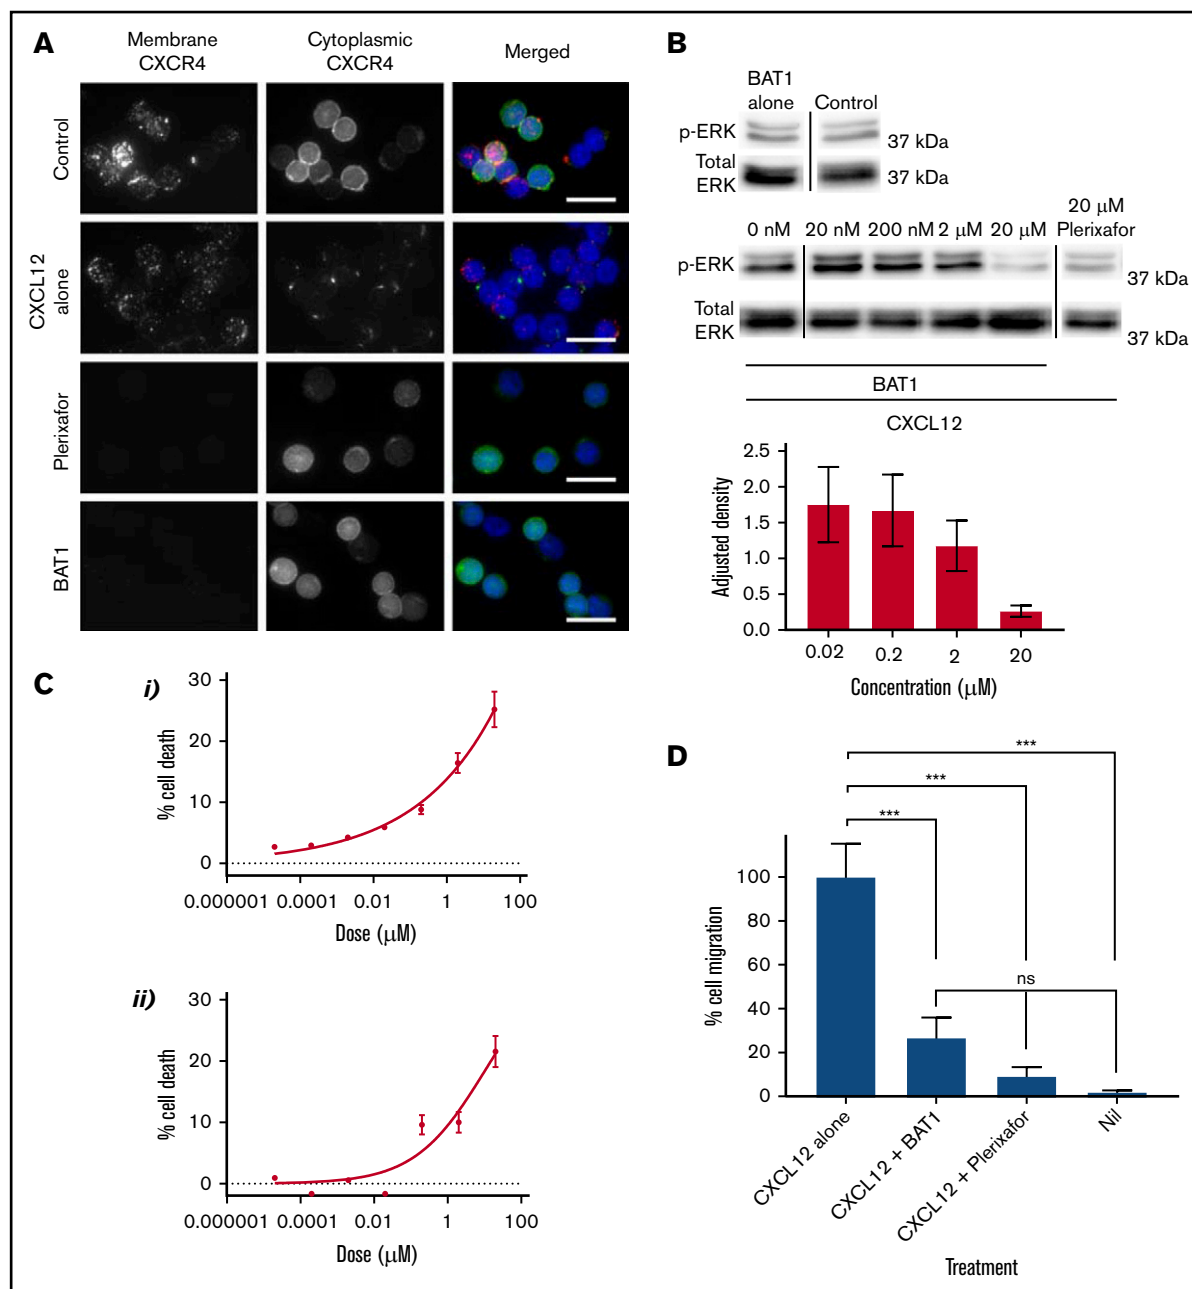 A
Membrane CXCR4
Cytoplasmic CXCR4
Merged
Control
CXCL12 alone
Plerixafor
BAT1
B
BAT1 alone
Control
p-ERK
37 kDa
Total ERK
37 kDa
0 nM
20 nM
200 nM
2 μM
20 μM
20 μM Plerixafor
p-ERK
37 kDa
Total ERK
37 kDa
BAT1
CXCL12
Adjusted density
2.5
2.0
1.5
1.0
0.5
0.0
0.02
0.2
2
20
Concentration (μM)
C
i)
% cell death
30
20
10
0
0.000001
0.0001
0.01
1
100
Dose (μM)
ii)
% cell death
30
20
10
0
0.000001
0.0001
0.01
1
100
Dose (μM)
D
***
***
***
ns
% cell migration
100
80
60
40
20
0
CXCL12 alone
CXCL12 + BAT1
CXCL12 + Plerixafor
Nil
Treatment